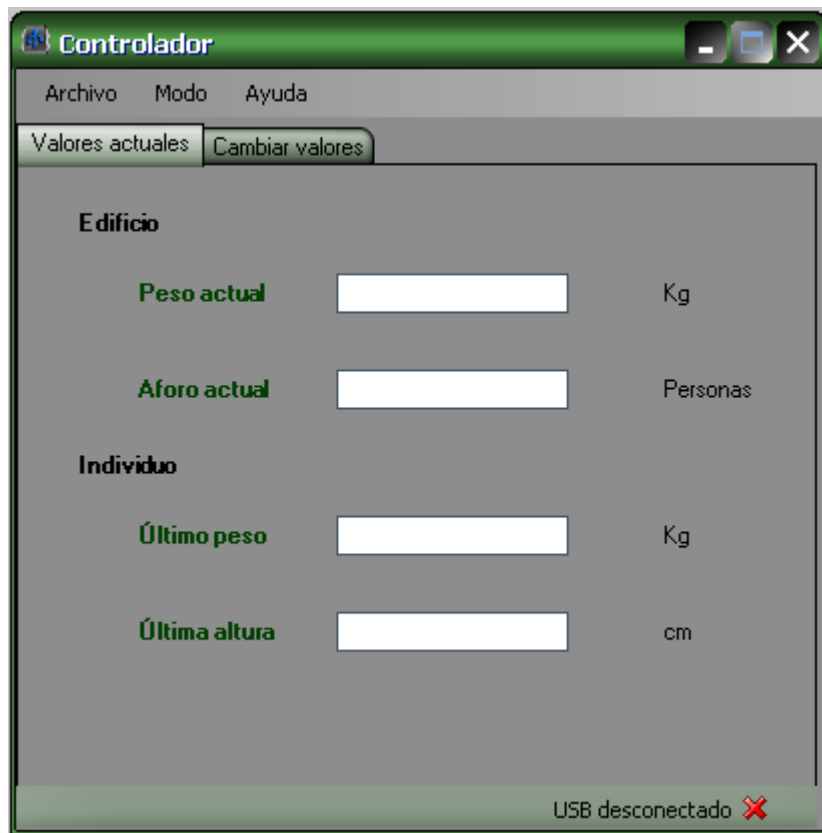 Controlador
Archivo Modo Ayuda
Valores actuales Cambiar valores
Edificio
Peso actual Kg
Aforo actual Personas
Individuo
Último peso Kg
Última altura cm
USB desconectado